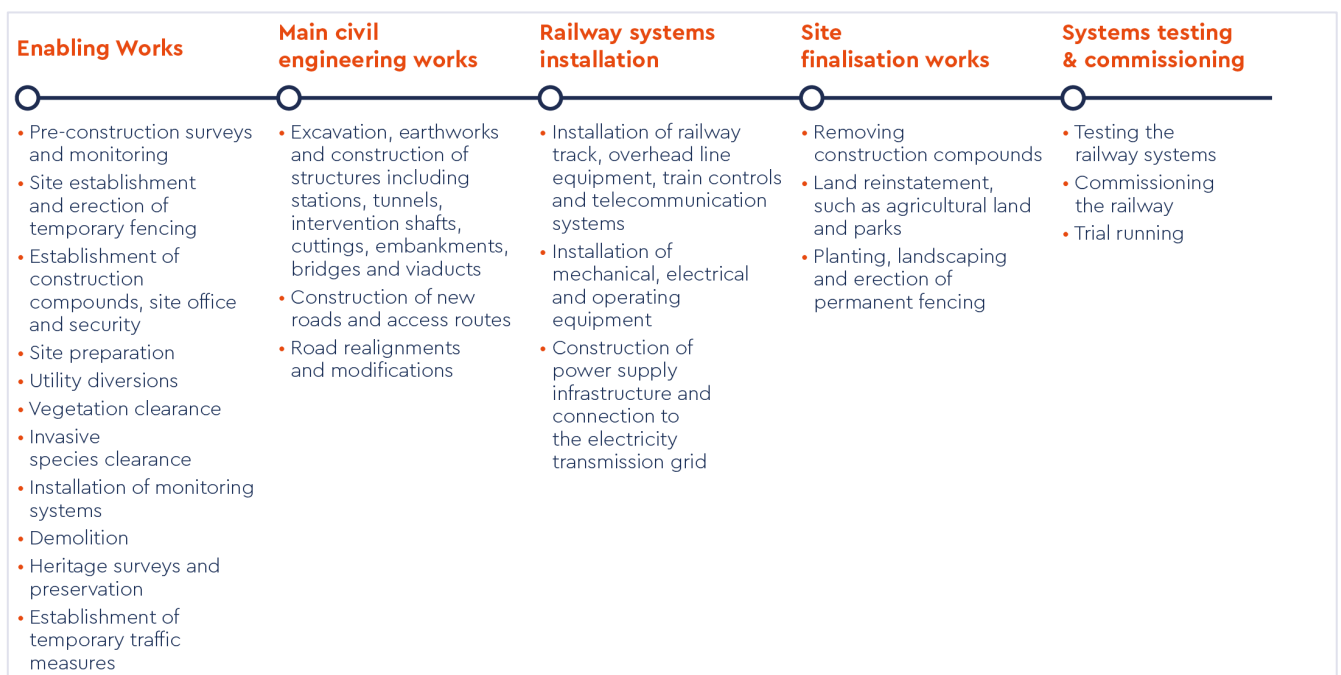 Enabling Works
• Pre-construction surveys
and monitoring
• Site establishment
and erection of
temporary fencing
• Establishment of
construction
compounds, site office
and security
• Site preparation
• Utility diversions
• Vegetation clearance
• Invasive
species clearance
• Installation of monitoring
systems
• Demolition
• Heritage surveys and
preservation
• Establishment of
temporary traffic
measures
Main civil
engineering works
• Excavation, earthworks
and construction of
structures including
stations, tunnels,
intervention shafts,
cuttings, embankments,
bridges and viaducts
• Construction of new
roads and access routes
• Road realignments
and modifications
Railway systems
installation
• Installation of railway
track, overhead line
equipment, train controls
and telecommunication
systems
• Installation of
mechanical, electrical
and operating
equipment
• Construction of
power supply
infrastructure and
connection to
the electricity
transmission grid
Site
finalisation works
• Removing
construction compounds
• Land reinstatement,
such as agricultural land
and parks
• Planting, landscaping
and erection of
permanent fencing
Systems testing
& commissioning
• Testing the
railway systems
• Commissioning
the railway
• Trial running